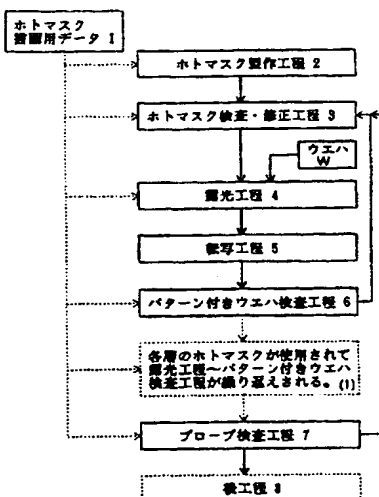 ホトマスク
描画用データ 1
ホトマスク製作工程 2
ホトマスク検査・修正工程 3
ウエハ
W
露光工程 4
転写工程 5
パターン付きウエハ検査工程 6
各層のホトマスクが使用されて
露光工程~パターン付きウエハ
検査工程が繰り返えされる。(1)
プローブ検査工程 7
後工程 8